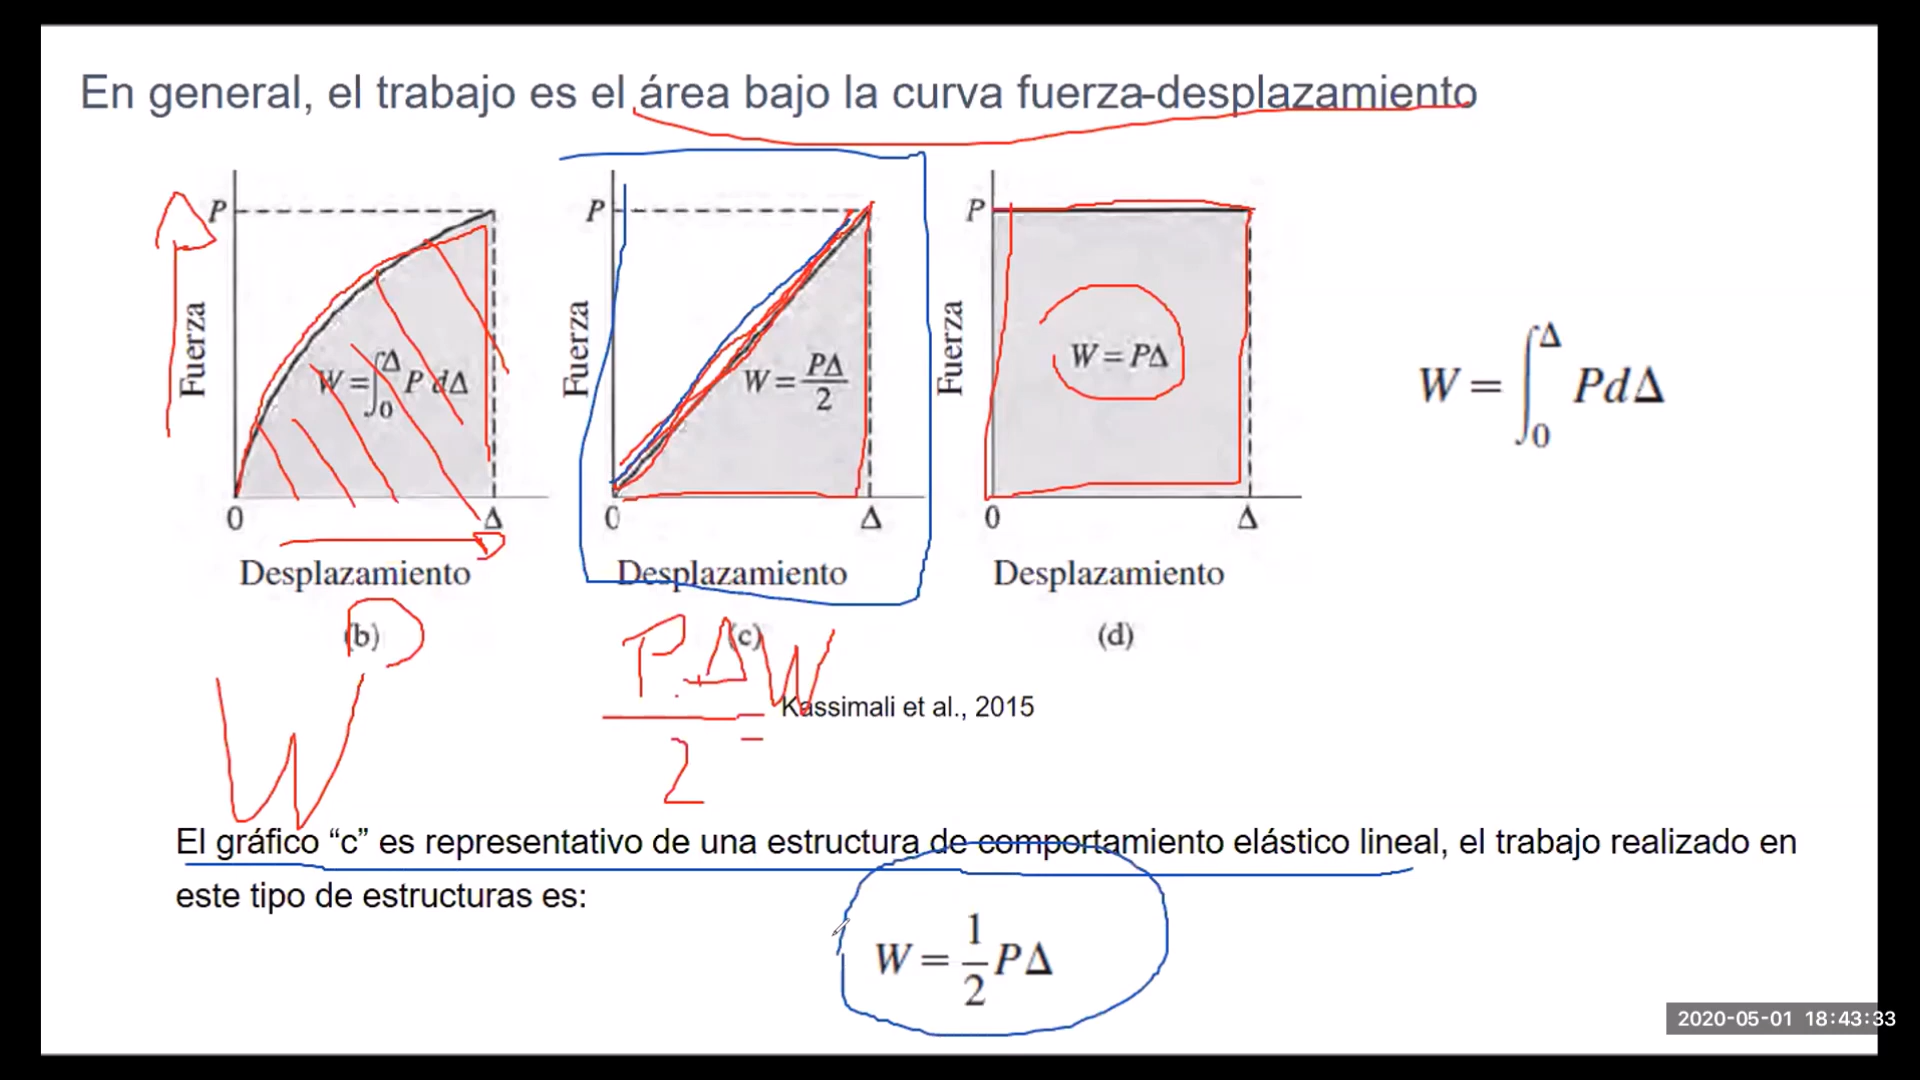 En general, el trabajo es el área bajo la curva fuerza-desplazamiento
P
Fuerza
W = ∫₀^Δ P dΔ
0
Δ
Desplazamiento
(b)
P
Fuerza
W = PΔ/2
0
Δ
Desplazamiento
(c)
P
Fuerza
W = PΔ
0
Δ
Desplazamiento
(d)
W = ∫₀^Δ PdΔ
W
P.Δ/2 = W
Kassimali et al., 2015
El gráfico “c” es representativo de una estructura de comportamiento elástico lineal, el trabajo realizado en
este tipo de estructuras es:
W = 1/2 PΔ
2020-05-01 18:43:33